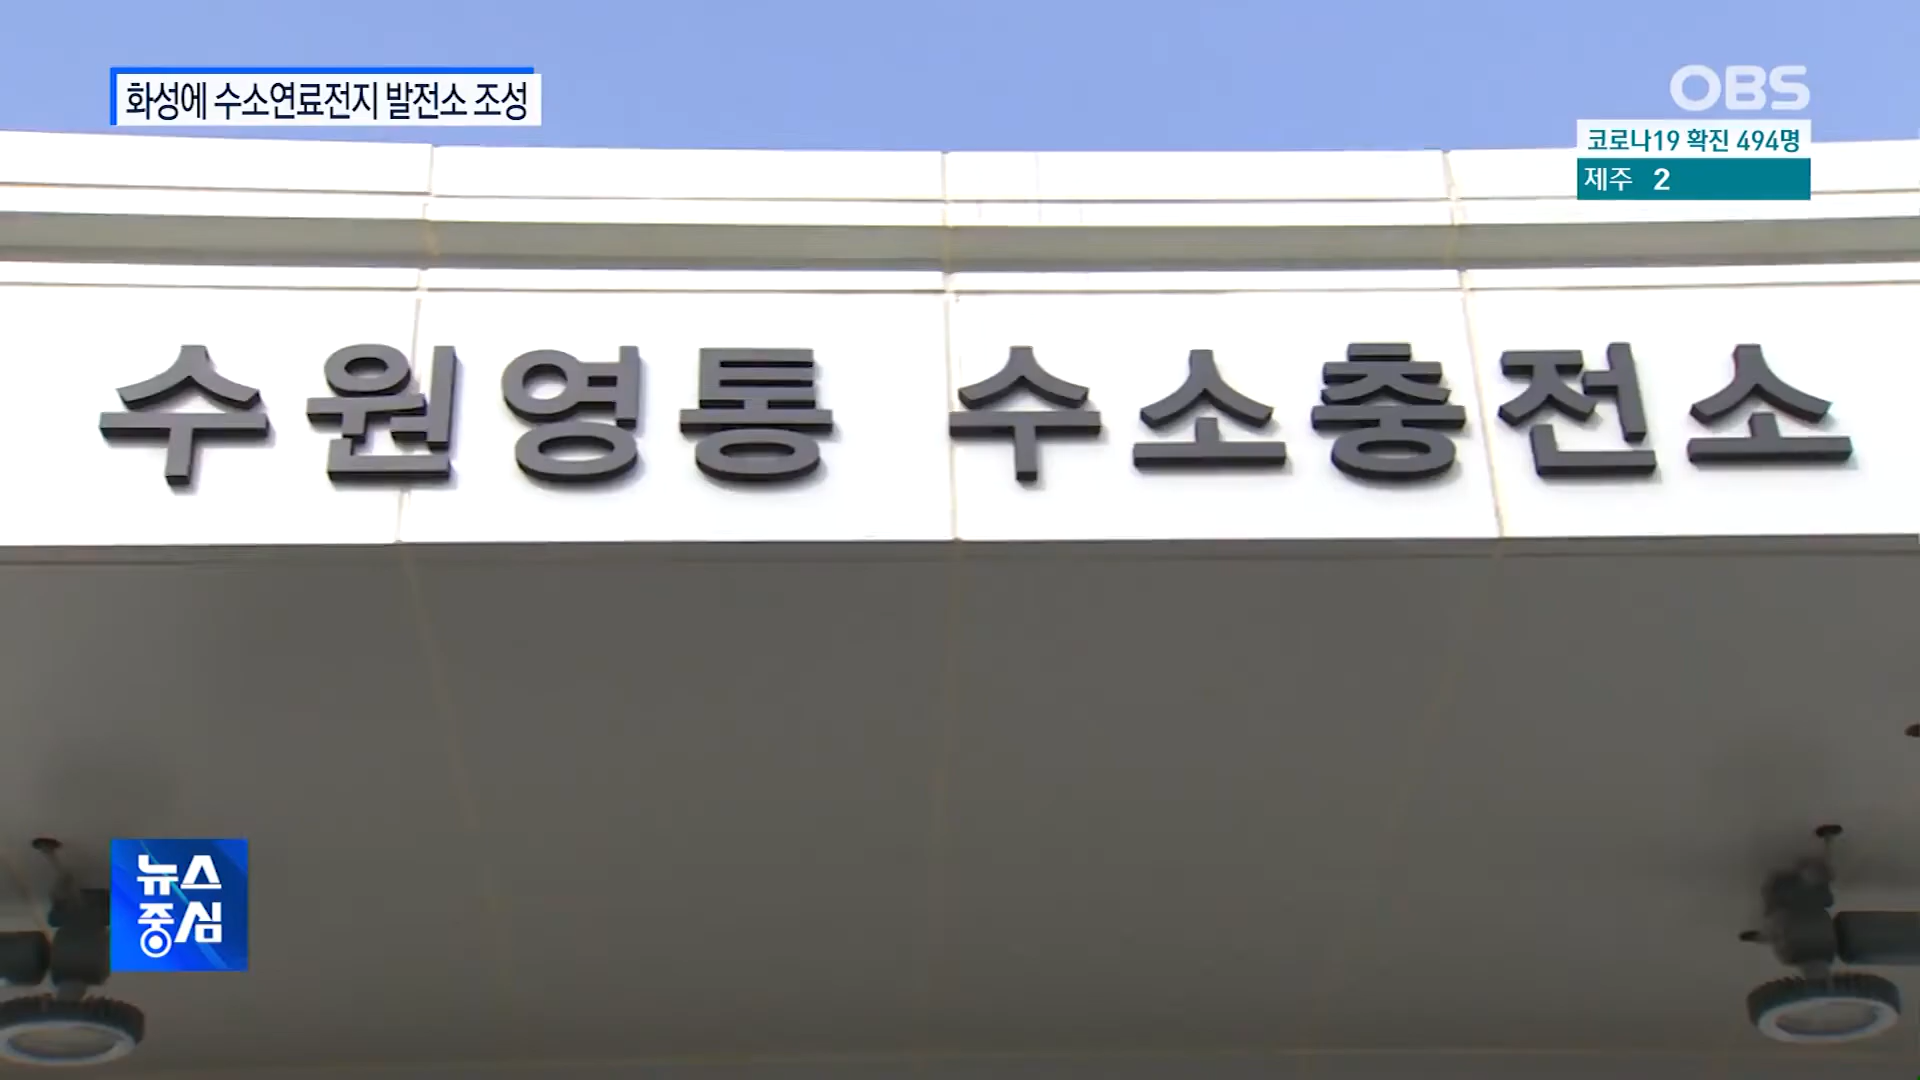 화성에 수소연료전지 발전소 조성
OBS
코로나19 확진 494명
제주 2
수원영통 수소충전소
뉴스
중심